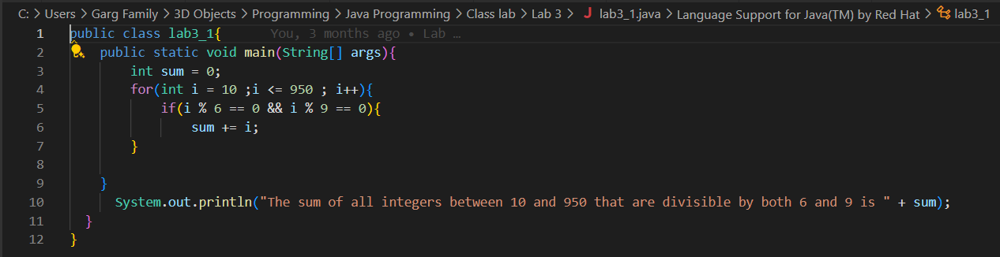 C: > Users > Garg Family > 3D Objects > Programming > Java Programming > Class lab > Lab 3 > J lab3_1.java > Language Support for Java(TM) by Red Hat > lab3_1
1 public class lab3_1{ You, 3 months ago • Lab …
2     public static void main(String[] args){
3         int sum = 0;
4         for(int i = 10 ;i <= 950 ; i++){
5             if(i % 6 == 0 && i % 9 == 0){
6                 sum += i;
7         }
8
9     }
10       System.out.println("The sum of all integers between 10 and 950 that are divisible by both 6 and 9 is " + sum);
11   }
12 }